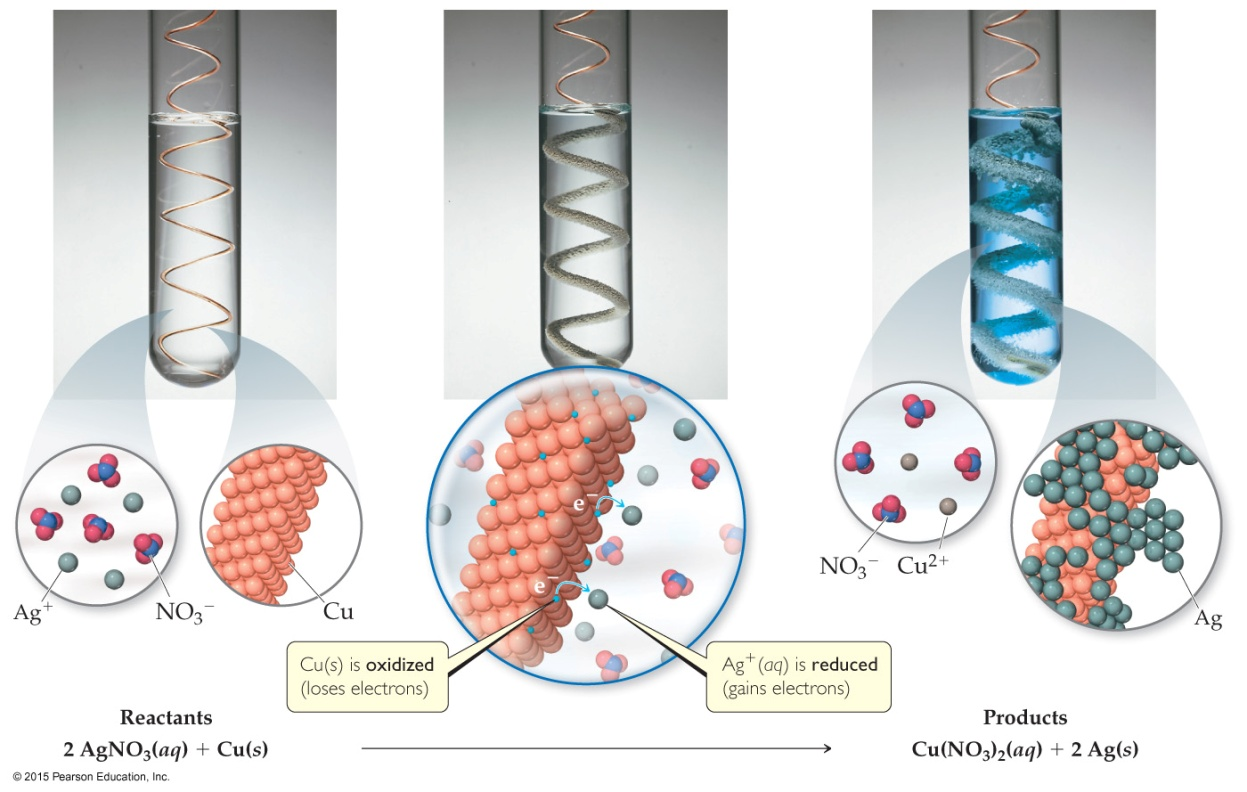 e⁻
NO₃⁻ Cu²⁺
e⁻
Ag⁺ NO₃⁻ Cu
Ag
Cu(s) is oxidized
(loses electrons)
Ag⁺(aq) is reduced
(gains electrons)
Reactants
2 AgNO₃(aq) + Cu(s)
Products
Cu(NO₃)₂(aq) + 2 Ag(s)
© 2015 Pearson Education, Inc.